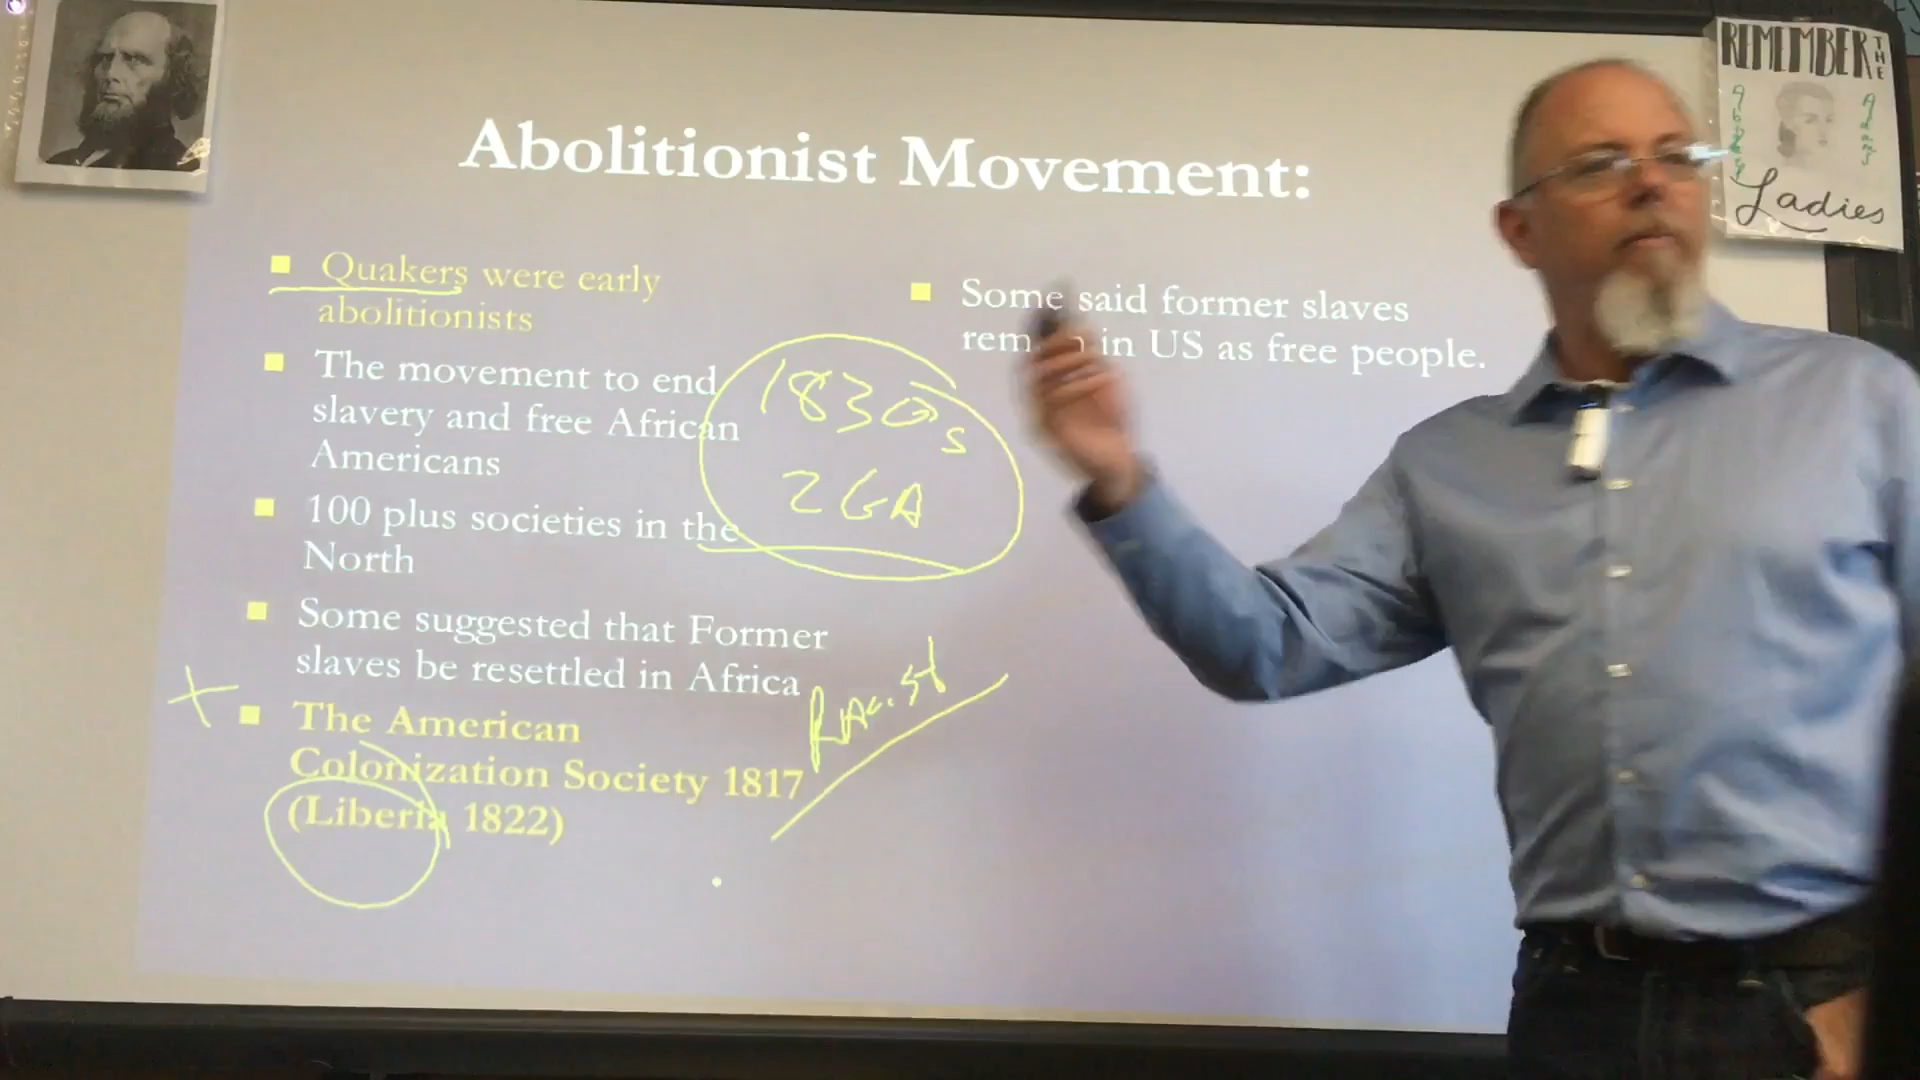 Abolitionist Movement:
Quakers were early
abolitionists
The movement to end
slavery and free African
Americans
100 plus societies in the
North
Some suggested that Former
slaves be resettled in Africa
The American
Colonization Society 1817
(Liberia 1822)
1830s
2GA
Racist
Some said former slaves
in US as free people.
REMEMBER THE
Abigail
Adams
Ladies